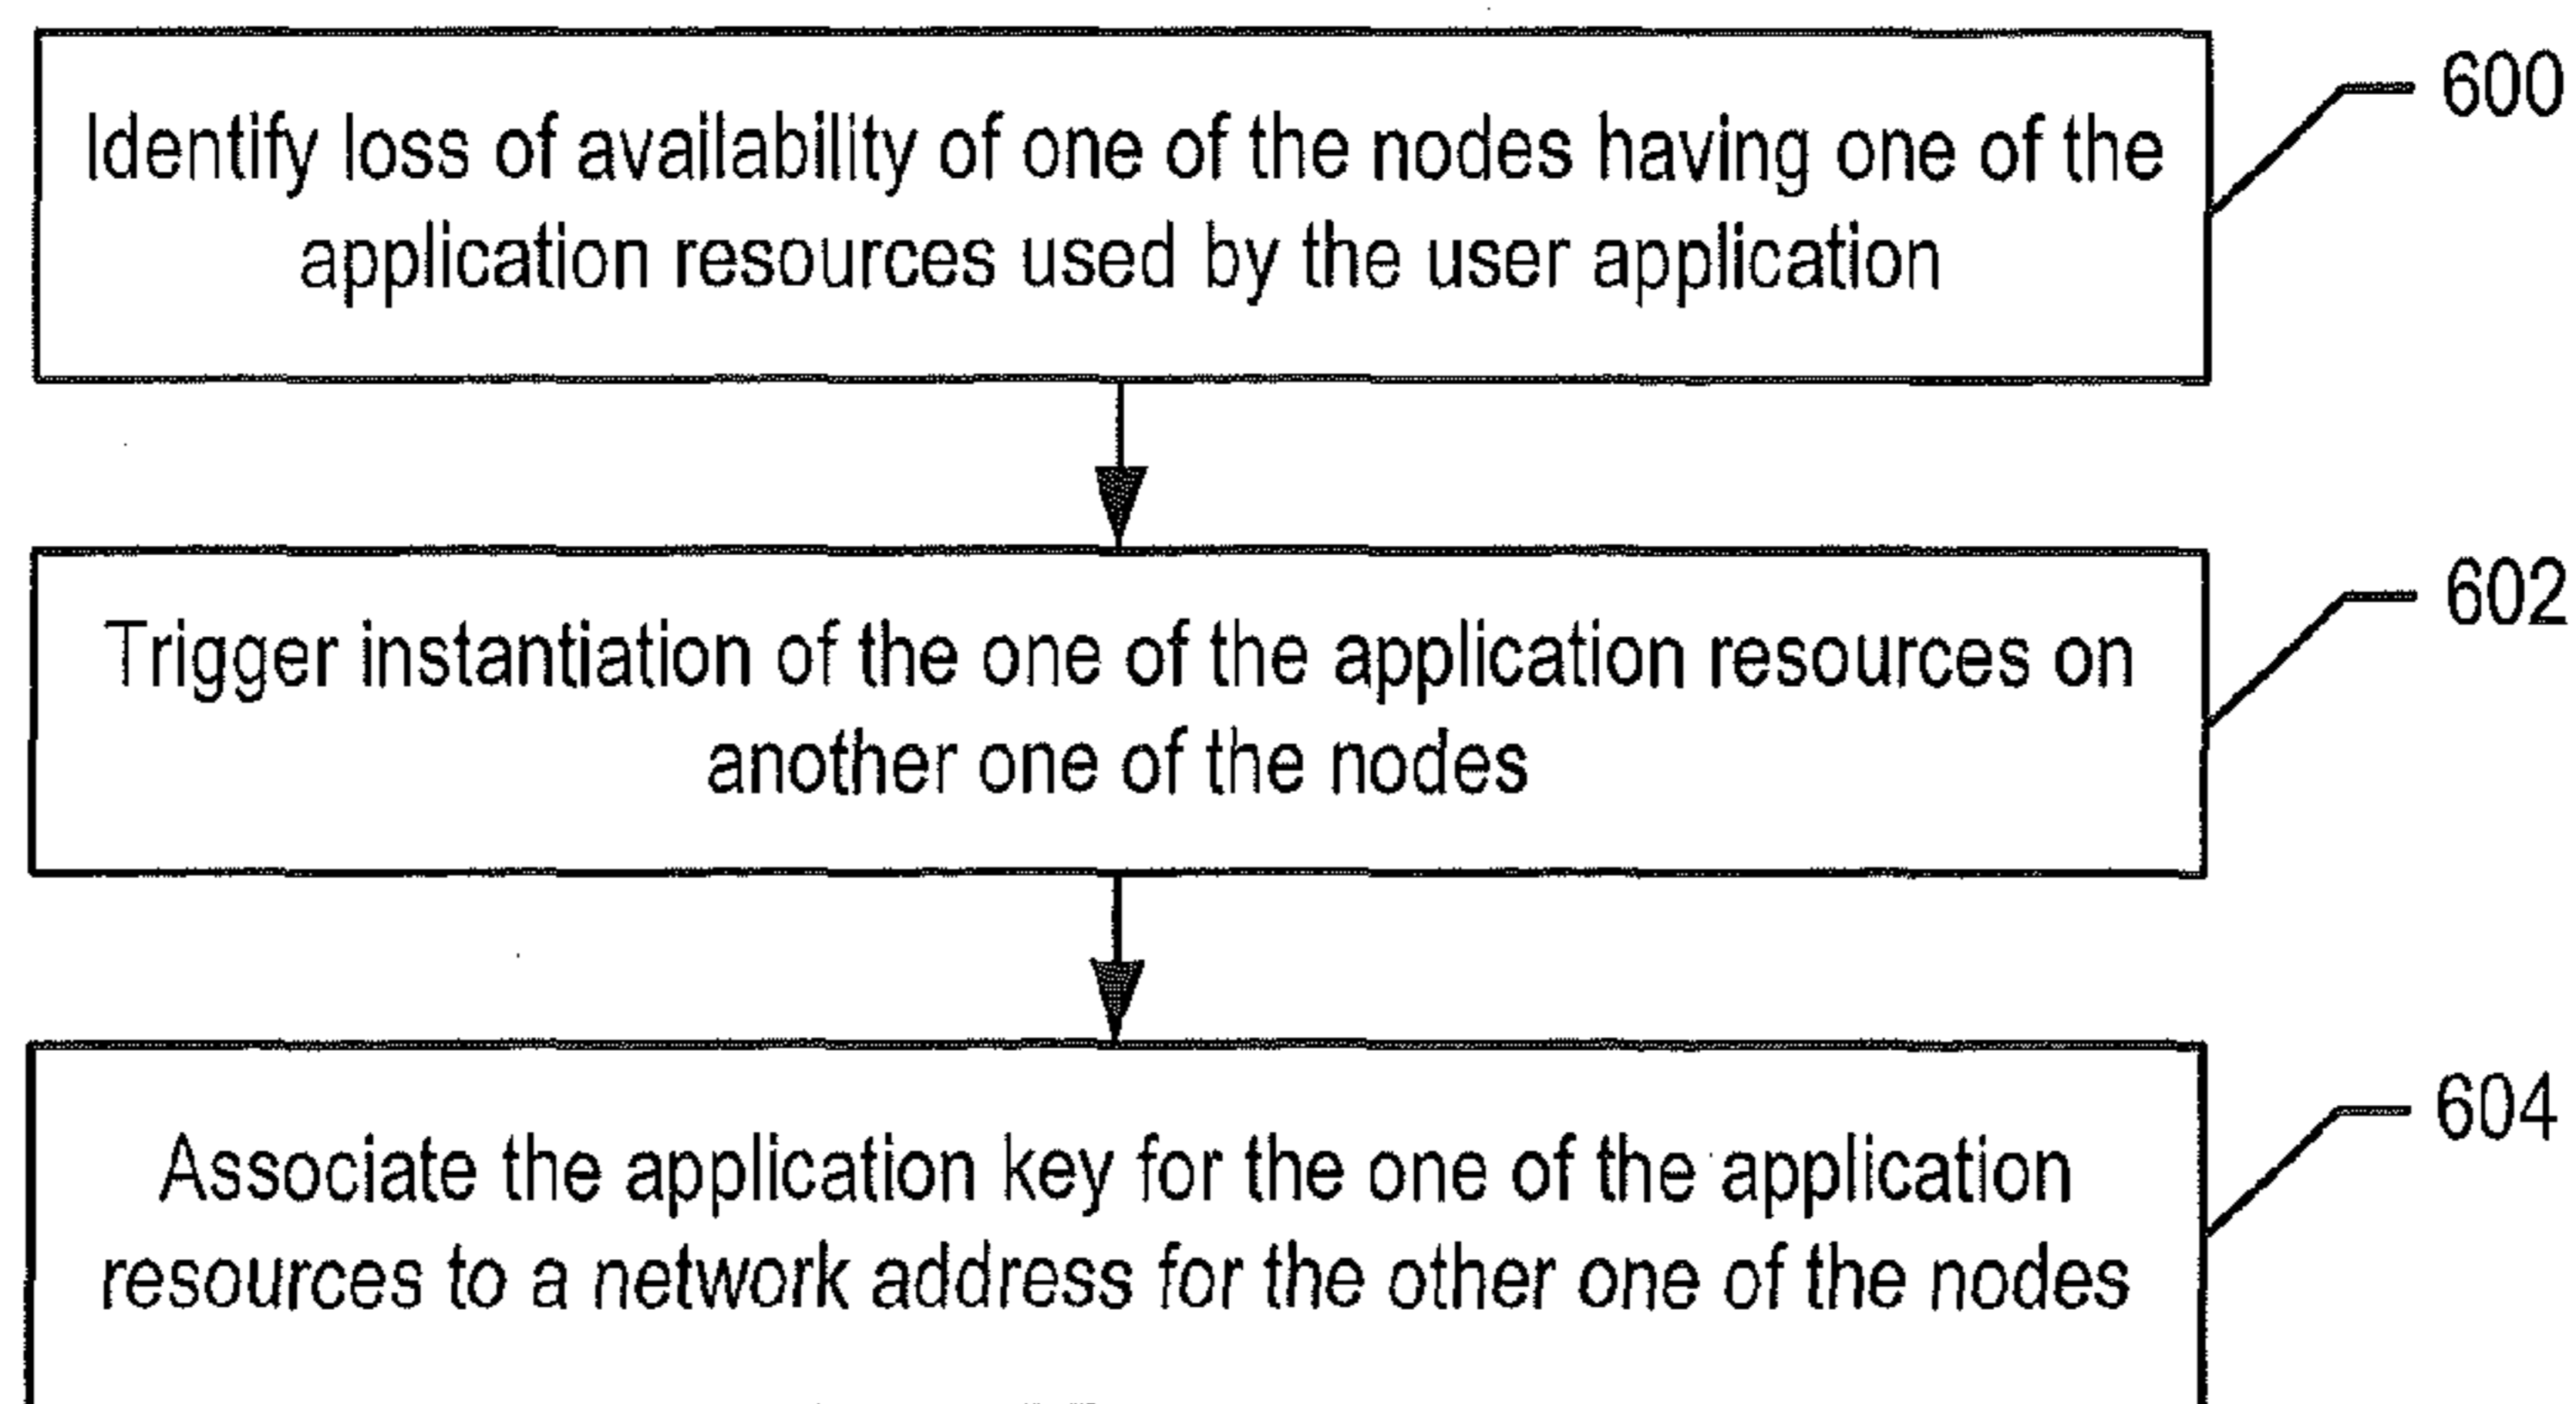 Identify loss of availability of one of the nodes having one of the
application resources used by the user application
600
Trigger instantiation of the one of the application resources on
another one of the nodes
602
Associate the application key for the one of the application
resources to a network address for the other one of the nodes
604